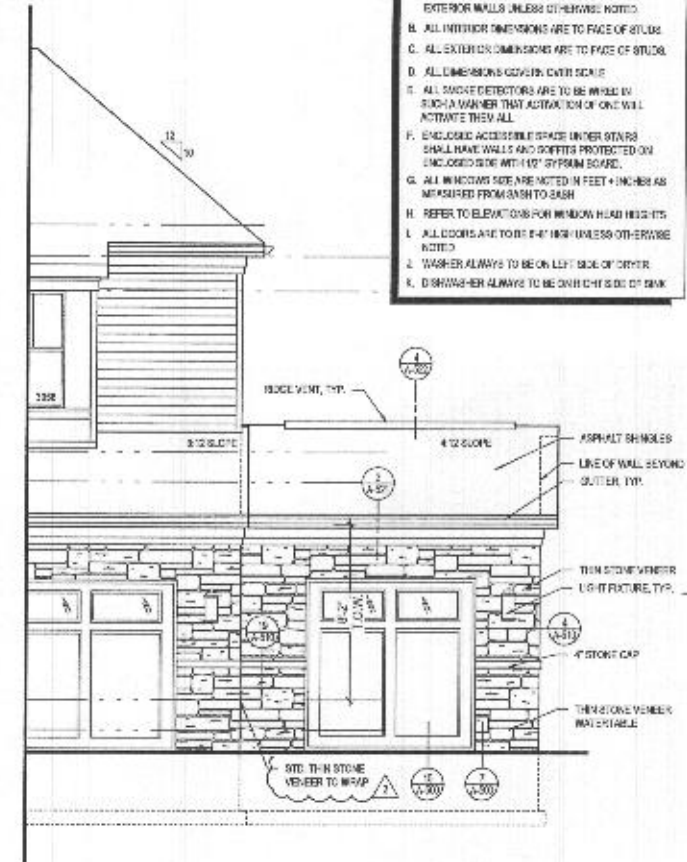 EXTERIOR WALLS UNLESS OTHERWISE NOTED.
B. ALL INTERIOR DIMENSIONS ARE TO FACE OF STUDS.
C. ALL EXTERIOR DIMENSIONS ARE TO FACE OF STUDS.
D. ALL DIMENSIONS GOVERN OVER SCALE
E. ALL SMOKE DETECTORS ARE TO BE WIRED IN
SUCH A MANNER THAT ACTIVATION OF ONE WILL
ACTIVATE THEM ALL
F. ENCLOSED ACCESSIBLE SPACE UNDER STAIRS
SHALL HAVE WALLS AND SOFFITS PROTECTED ON
ENCLOSED SIDE WITH 1/2" GYPSUM BOARD.
G. ALL WINDOWS SIZE ARE NOTED IN FEET + INCHES AS
MEASURED FROM SASH TO SASH
H. REFER TO ELEVATIONS FOR WINDOW HEAD HEIGHTS
I. ALL DOORS ARE TO BE HIGH UNLESS OTHERWISE
NOTED
J. WASHER ALWAYS TO BE ON LEFT SIDE OF DRYER
K. DISHWASHER ALWAYS TO BE ON RIGHT SIDE OF SINK
12
10
4
RIDGE VENT, TYP.
SLOPE
4:12 SLOPE
ASPHALT SHINGLES
LINE OF WALL BEYOND
GUTTER, TYP.
THIN STONE VENEER
LIGHT FIXTURE, TYP.
8'-2"
T.O.W.
4" STONE CAP
THIN STONE VENEER
WATERTABLE
STD. THIN STONE
VENEER TO WRAP
2
7